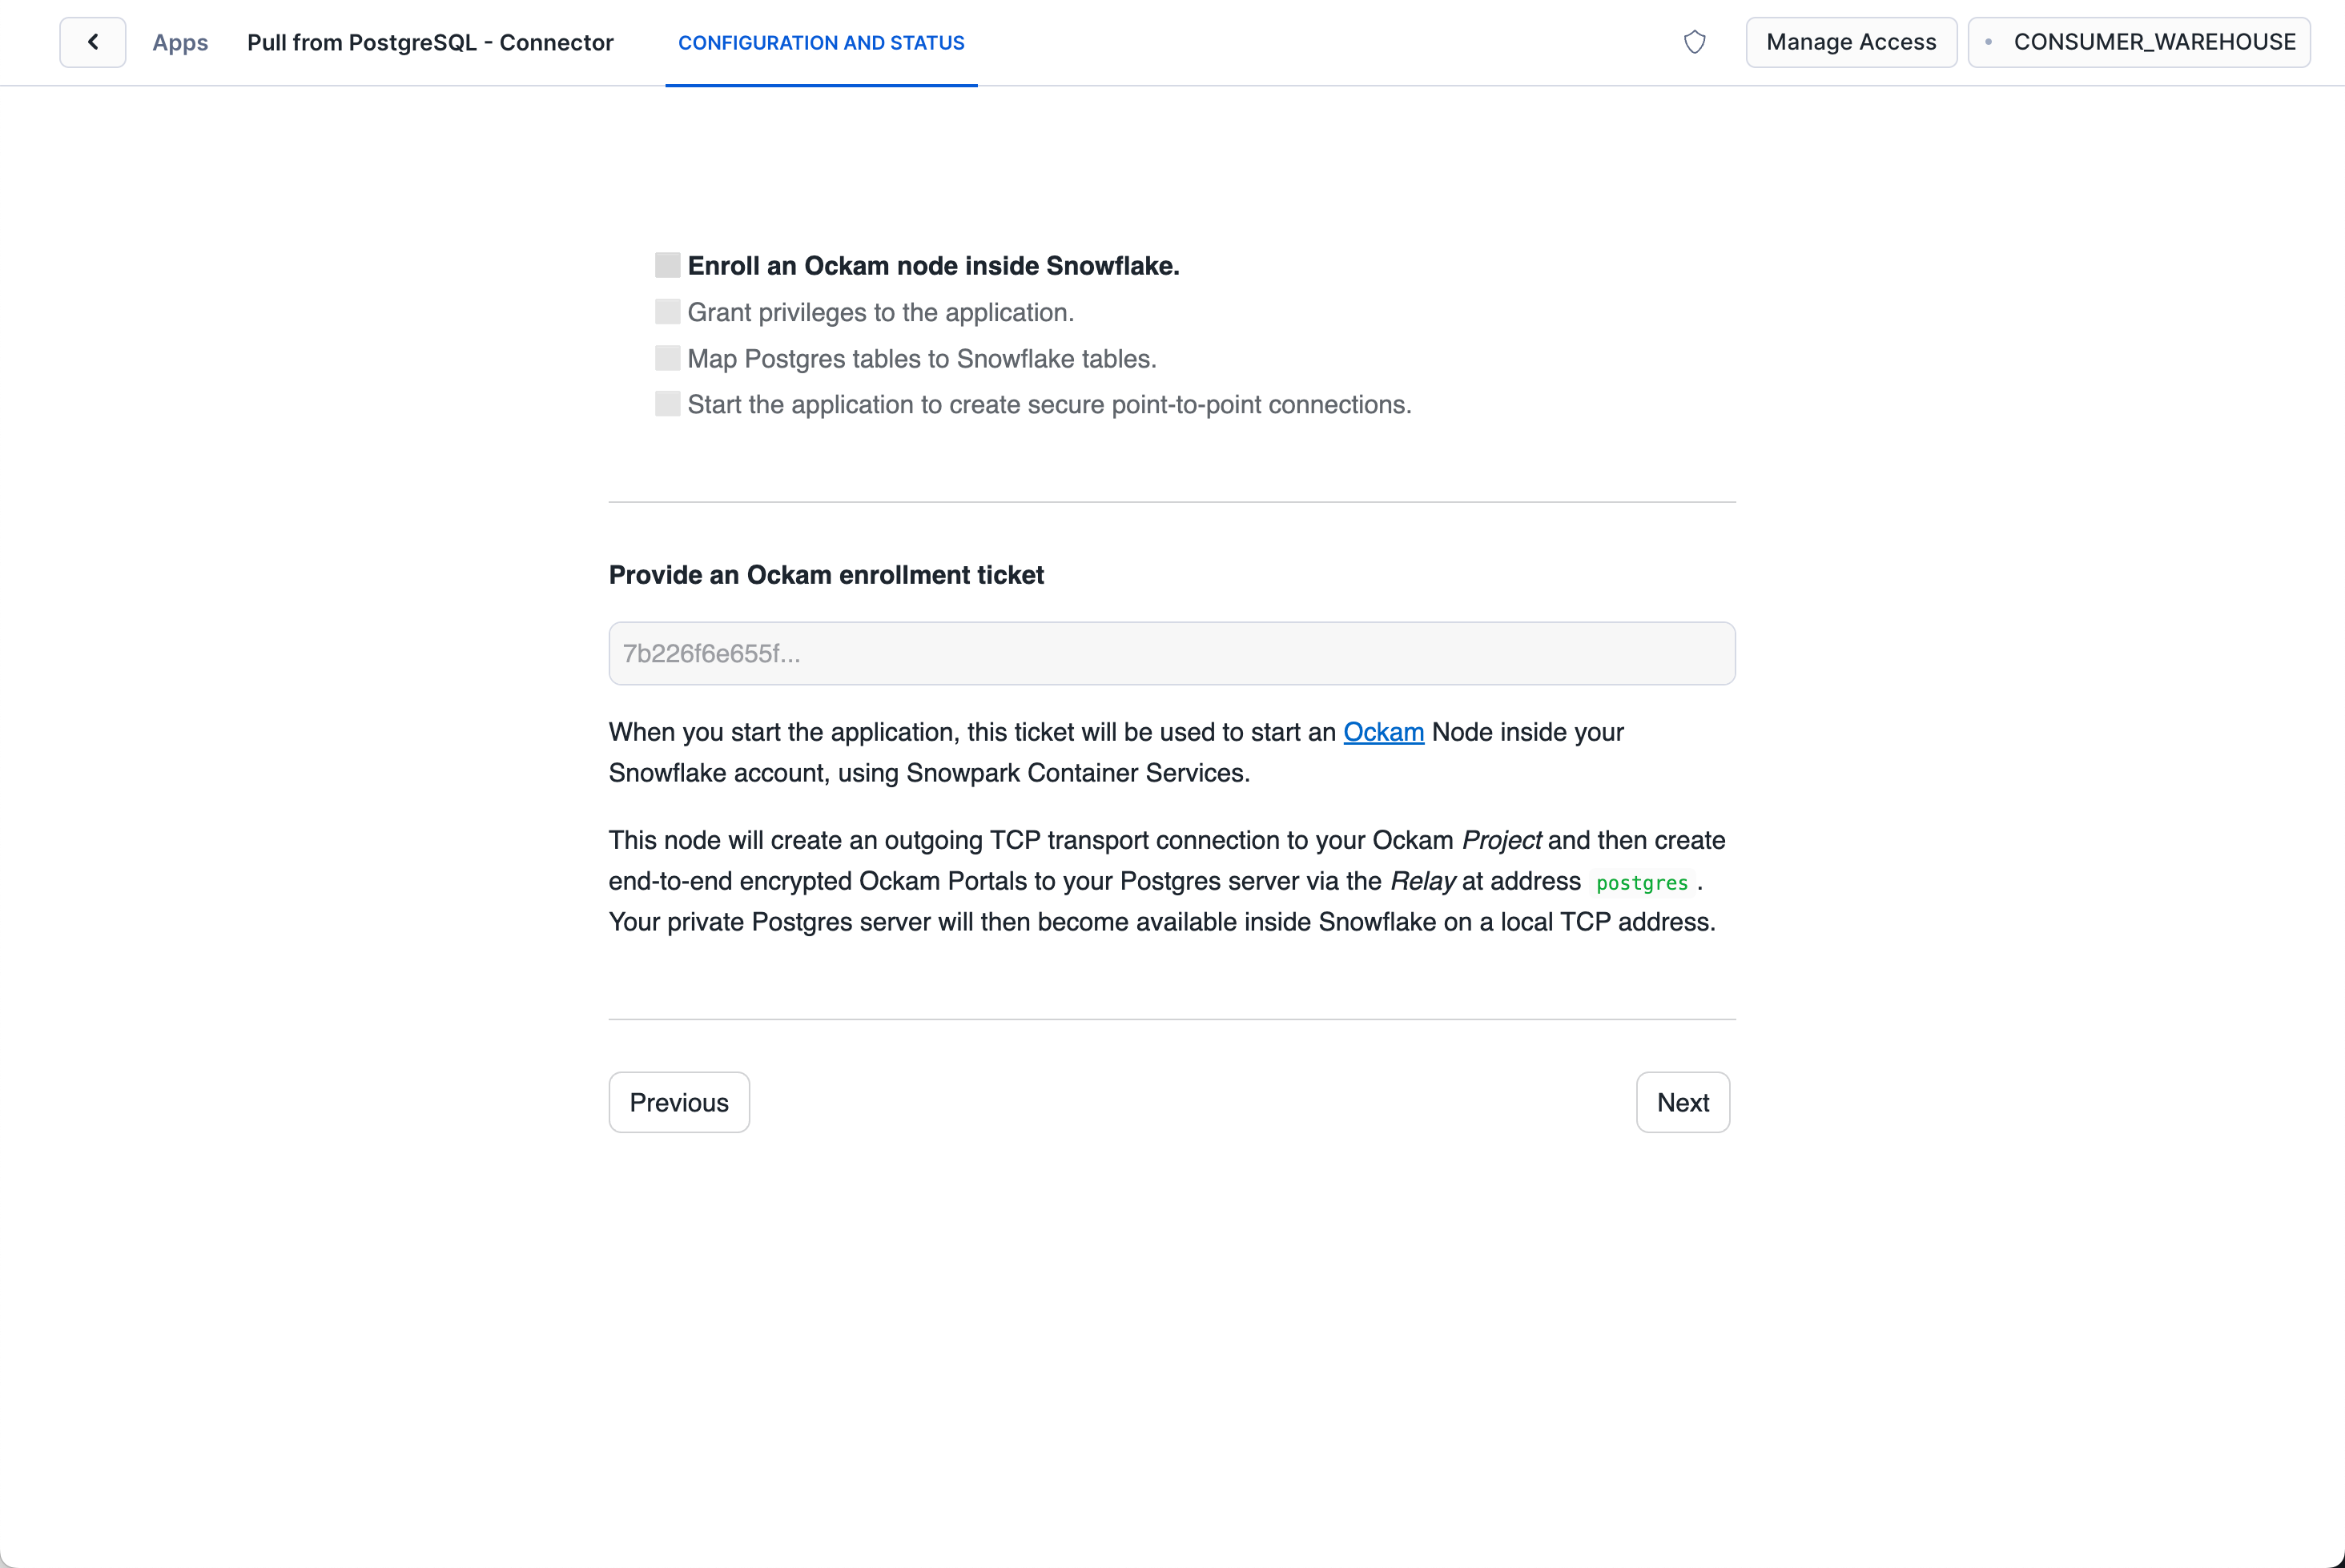 Apps
Pull from PostgreSQL - Connector
CONFIGURATION AND STATUS
Manage Access
CONSUMER_WAREHOUSE
Enroll an Ockam node inside Snowflake.
Grant privileges to the application.
Map Postgres tables to Snowflake tables.
Start the application to create secure point-to-point connections.
Provide an Ockam enrollment ticket
7b226f6e655f...
When you start the application, this ticket will be used to start an Ockam Node inside your
Snowflake account, using Snowpark Container Services.
This node will create an outgoing TCP transport connection to your Ockam Project and then create
end-to-end encrypted Ockam Portals to your Postgres server via the Relay at address postgres .
Your private Postgres server will then become available inside Snowflake on a local TCP address.
Previous
Next